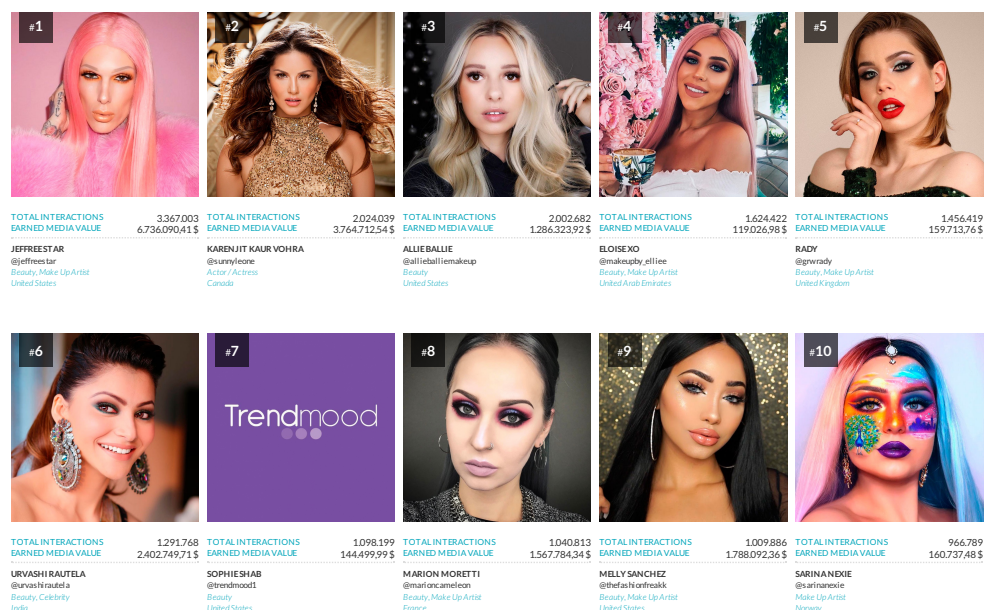 #1
#2
#3
#4
#5
TOTAL INTERACTIONS 3.367.003
EARNED MEDIA VALUE 6.736.090,41 $
JEFFREE STAR
@jeffreestar
Beauty, Make Up Artist
United States
TOTAL INTERACTIONS 2.024.039
EARNED MEDIA VALUE 3.764.712,54 $
KARENJIT KAUR VOHRA
@sunnyleone
Actor / Actress
Canada
TOTAL INTERACTIONS 2.002.682
EARNED MEDIA VALUE 1.286.323,92 $
ALLIE BALLIE
@allieballiemakeup
Beauty
United States
TOTAL INTERACTIONS 1.624.422
EARNED MEDIA VALUE 119.026,98 $
ELOISE XO
@makeupby_elliee
Beauty, Make Up Artist
United Arab Emirates
TOTAL INTERACTIONS 1.456.419
EARNED MEDIA VALUE 159.713,76 $
RADY
@grwrady
Beauty, Make Up Artist
United Kingdom
#6
#7
Trendmood
#8
#9
#10
TOTAL INTERACTIONS 1.291.768
EARNED MEDIA VALUE 2.402.749,71 $
URVASHI RAUTELA
@urvashirautela
Beauty, Celebrity
India
TOTAL INTERACTIONS 1.098.199
EARNED MEDIA VALUE 144.499,99 $
SOPHIE SHAB
@trendmood1
Beauty
United States
TOTAL INTERACTIONS 1.040.813
EARNED MEDIA VALUE 1.567.784,34 $
MARION MORETTI
@marioncameleon
Beauty, Make Up Artist
France
TOTAL INTERACTIONS 1.009.886
EARNED MEDIA VALUE 1.788.092,36 $
MELLY SANCHEZ
@thefashionfreakk
Beauty, Make Up Artist
United States
TOTAL INTERACTIONS 966.789
EARNED MEDIA VALUE 160.737,48 $
SARINA NEXIE
@sarinanexie
Make Up Artist
Norway